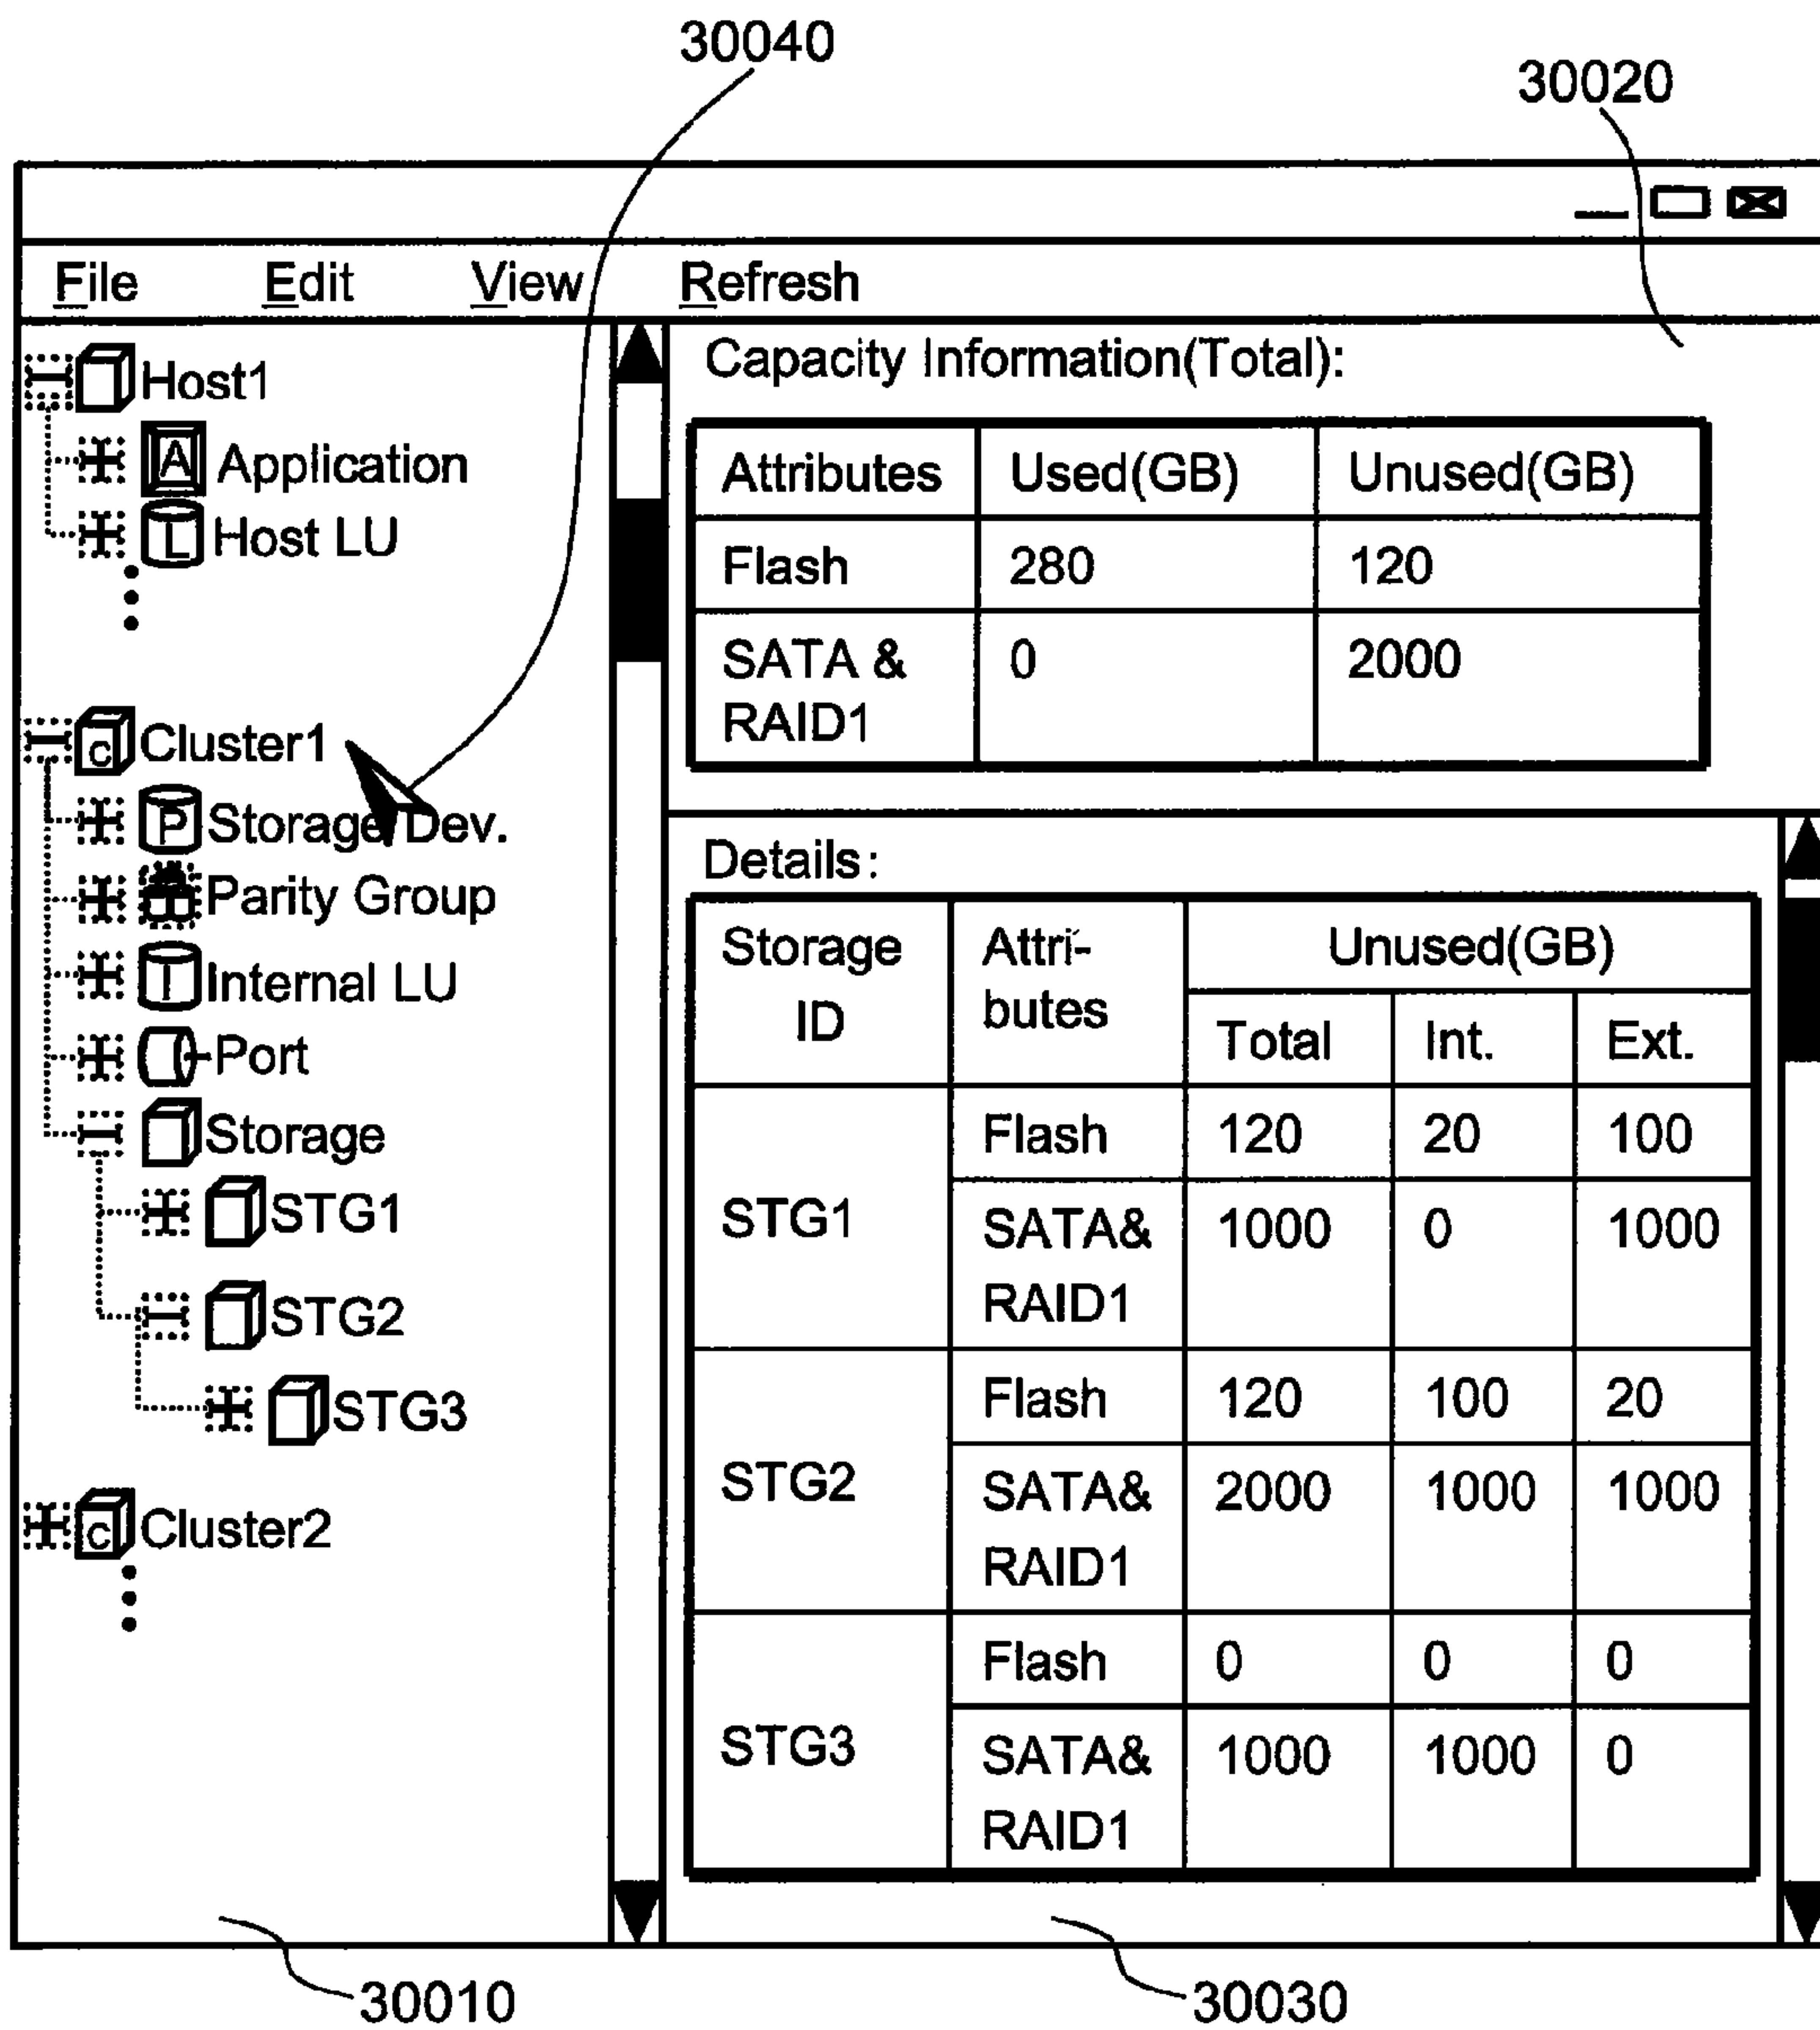 30040
30020
File Edit View Refresh
Host1
A Application
L Host LU
Cluster1
C
P Storage Dev.
Parity Group
I Internal LU
Port
Storage
STG1
STG2
STG3
C Cluster2
Capacity Information(Total):
Attributes Used(GB) Unused(GB)
Flash 280 120
SATA & 0 2000
RAID1
Details:
Storage Attri- Unused(GB)
ID butes
Total Int. Ext.
Flash 120 20 100
STG1 SATA& 1000 0 1000
RAID1
Flash 120 100 20
STG2 SATA& 2000 1000 1000
RAID1
Flash 0 0 0
STG3 SATA& 1000 1000 0
RAID1
30010
30030